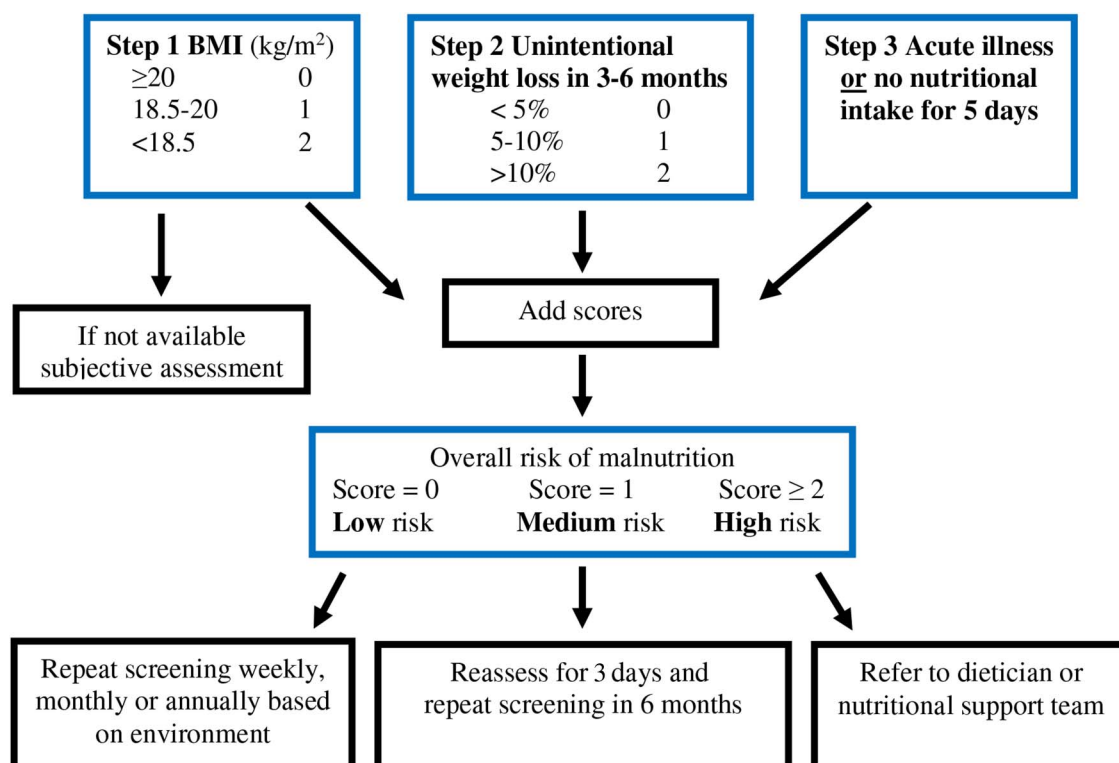 Step 1 BMI (kg/m²)
≥20 0
18.5-20 1
<18.5 2
Step 2 Unintentional
weight loss in 3-6 months
< 5% 0
5-10% 1
>10% 2
Step 3 Acute illness
or no nutritional
intake for 5 days
If not available
subjective assessment
Add scores
Overall risk of malnutrition
Score = 0 Score = 1 Score ≥ 2
Low risk Medium risk High risk
Repeat screening weekly,
monthly or annually based
on environment
Reassess for 3 days and
repeat screening in 6 months
Refer to dietician or
nutritional support team